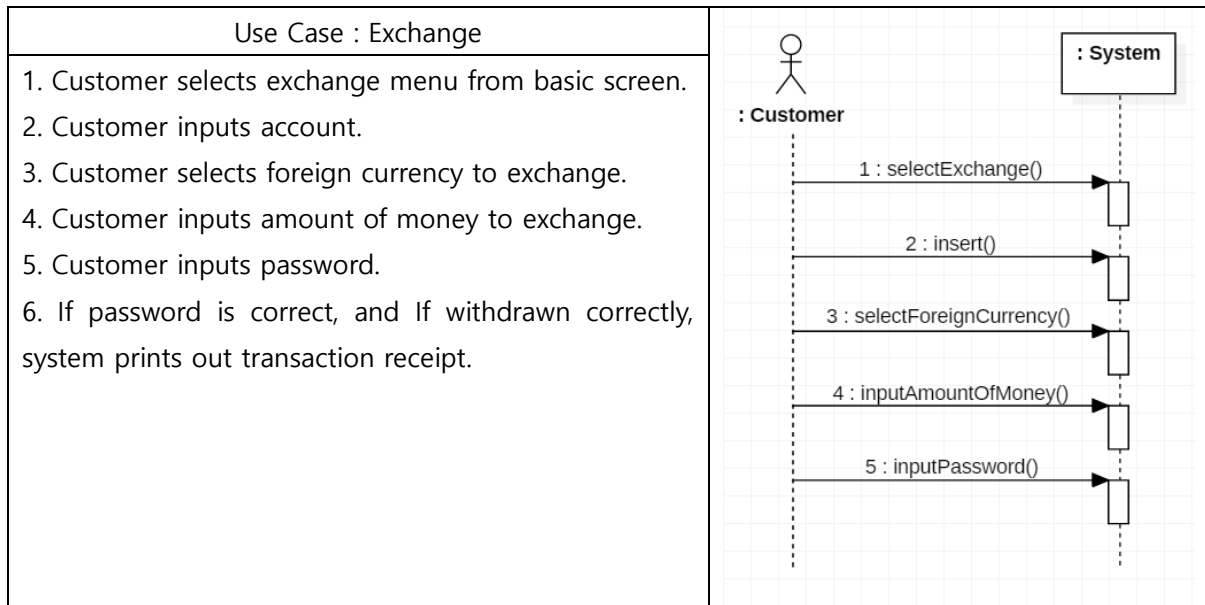 Use Case : Exchange
1. Customer selects exchange menu from basic screen.
2. Customer inputs account.
3. Customer selects foreign currency to exchange.
4. Customer inputs amount of money to exchange.
5. Customer inputs password.
6. If password is correct, and If withdrawn correctly,
system prints out transaction receipt.
: Customer
: System
1 : selectExchange()
2 : insert()
3 : selectForeignCurrency()
4 : inputAmountOfMoney()
5 : inputPassword()